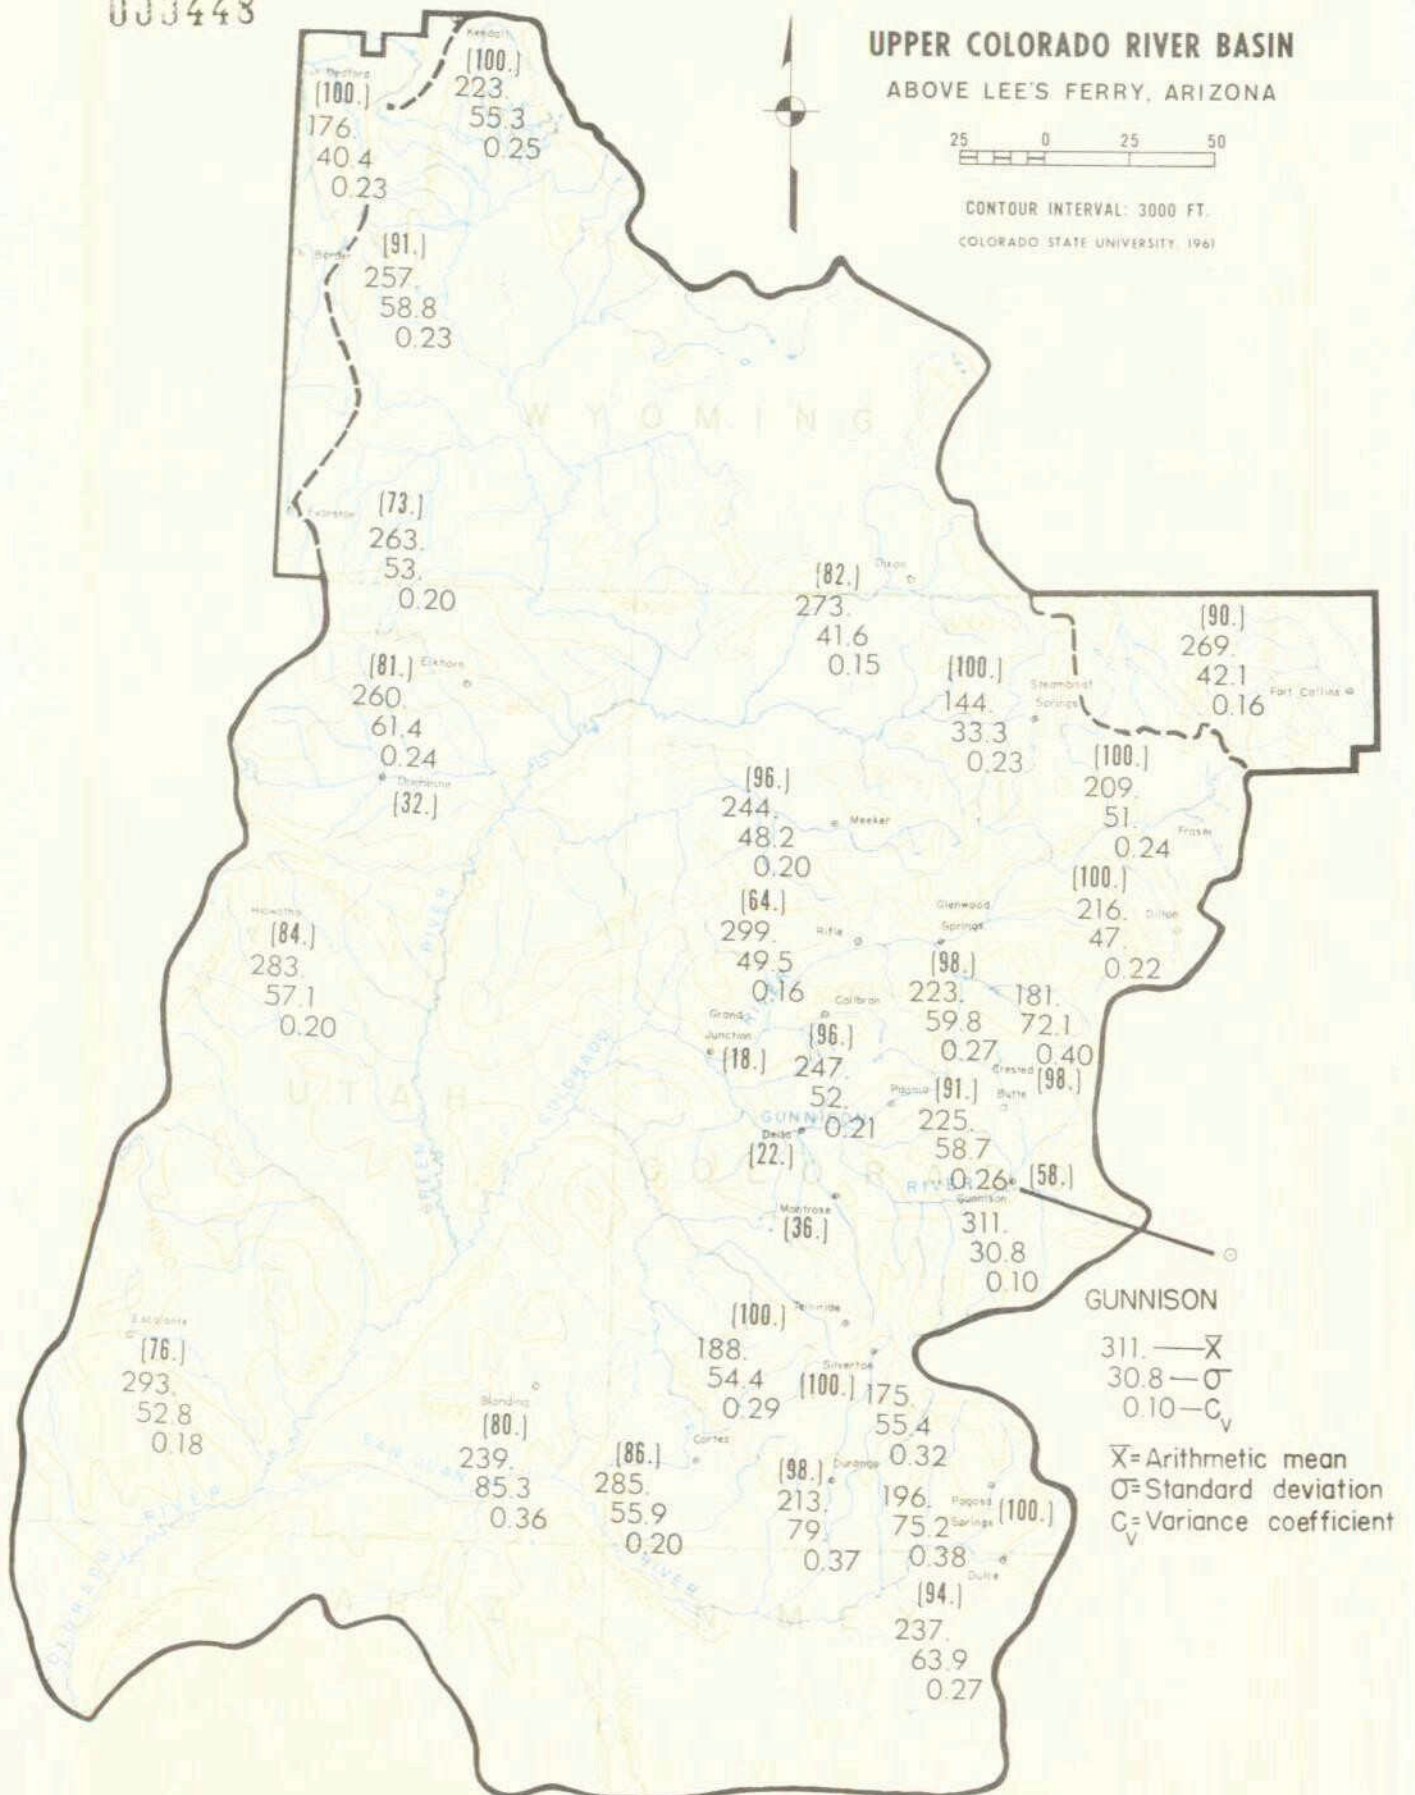 UPPER COLORADO RIVER BASIN
ABOVE LEE'S FERRY, ARIZONA
25 0 25 50
CONTOUR INTERVAL: 3000 FT.
COLORADO STATE UNIVERSITY, 1961
Kendall
(100.)
223.
55.3
0.25
Bedford
(100.)
176.
40.4
0.23
Border
(91.)
257.
58.8
0.23
WYOMING
Evanston
(73.)
263.
53.
0.20
Dixon
(82.)
273.
41.6
0.15
(90.)
269.
42.1
0.16
Fort Collins
(81.)
Elkhorn
260.
61.4
0.24
Duchesne
(32.)
(100.)
Steamboat
Springs
144.
33.3
0.23
(100.)
209.
51.
0.24
Fraser
(96.)
244.
48.2
0.20
Meeker
(100.)
216.
47.
0.22
Dillon
(64.)
299.
49.5
0.16
Rifle
Glenwood
Springs
(98.)
223.
59.8
0.27
181.
72.1
0.40
Crested
Butte
(98.)
Hiawatha
(84.)
283.
57.1
0.20
Grand
Junction
(18.)
Collbran
(96.)
247.
52.
0.21
Paonia
(91.)
225.
58.7
0.26
UTAH
GREEN
RIVER
COLORADO
GUNNISON
RIVER
Delta
(22.)
(58.)
Gunnison
311.
30.8
0.10
Montrose
(36.)
GUNNISON
311.—X̅
30.8—σ
0.10—Cv
X̅=Arithmetic mean
σ=Standard deviation
Cv=Variance coefficient
Escalante
(76.)
293.
52.8
0.18
(100.)
Telluride
188.
54.4
0.29
Silverton
(100.)
175.
55.4
0.32
Blanding
(80.)
239.
85.3
0.36
Cortez
(86.)
285.
55.9
0.20
Durango
(98.)
213.
79.
0.37
196.
75.2
0.38
Pagosa
Springs
(100.)
Dulce
(94.)
237.
63.9
0.27
SAN JUAN
RIVER
COLORADO
RIVER